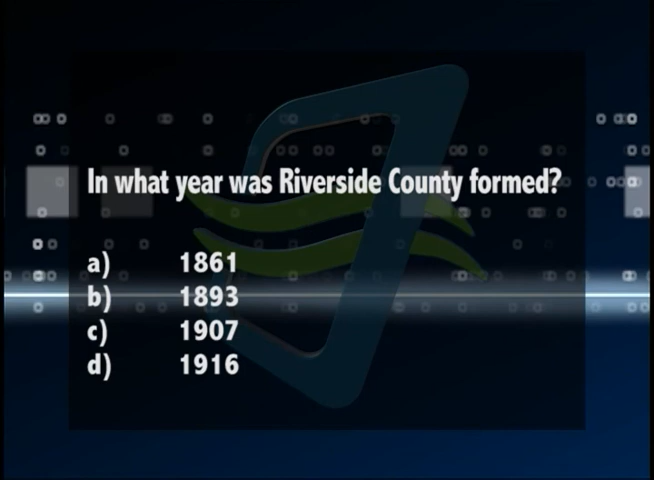 In what year was Riverside County formed?
a) 1861
b) 1893
c) 1907
d) 1916